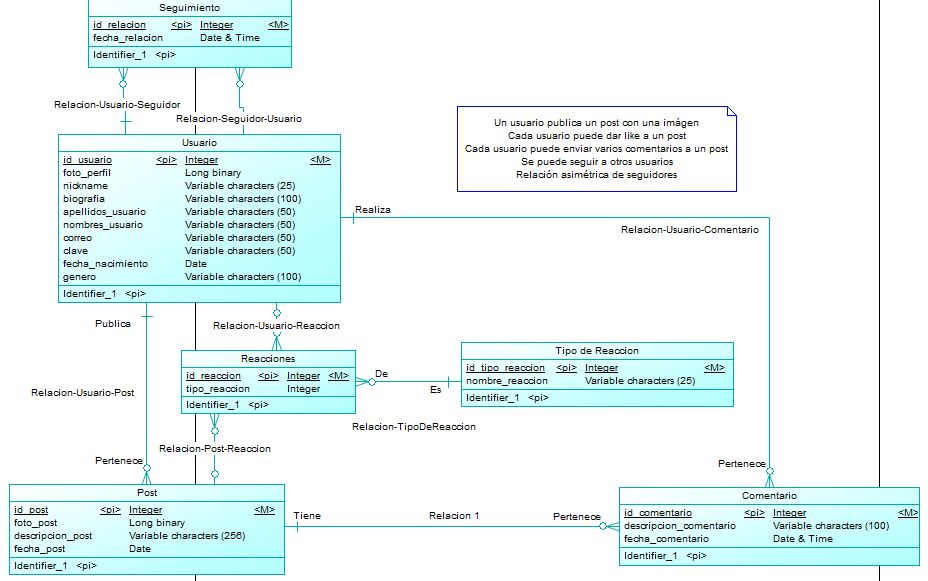 Seguimiento
id_relacion <pi> Integer <M>
fecha_relacion Date & Time
Identifier_1 <pi>
Relacion-Usuario-Seguidor
Relacion-Seguidor-Usuario
Un usuario publica un post con una imágen
Cada usuario puede dar like a un post
Cada usuario puede enviar varios comentarios a un post
Se puede seguir a otros usuarios
Relación asimétrica de seguidores
Usuario
id_usuario <pi> Integer <M>
foto_perfil Long binary
nickname Variable characters (25)
biografia Variable characters (100)
apellidos_usuario Variable characters (50)
nombres_usuario Variable characters (50)
correo Variable characters (50)
clave Variable characters (50)
fecha_nacimiento Date
genero Variable characters (100)
Identifier_1 <pi>
Realiza
Relacion-Usuario-Comentario
Publica
Relacion-Usuario-Reaccion
Reacciones
id_reaccion <pi> Integer <M>
tipo_reaccion Integer
Identifier_1 <pi>
De
Es
Tipo de Reaccion
id_tipo_reaccion <pi> Integer <M>
nombre_reaccion Variable characters (25)
Identifier_1 <pi>
Relacion-Usuario-Post
Relacion-TipoDeReaccion
Relacion-Post-Reaccion
Pertenece
Pertenece
Post
id_post <pi> Integer <M>
foto_post Long binary
descripcion_post Variable characters (256)
fecha_post Date
Identifier_1 <pi>
Tiene
Relacion 1
Pertenece
Comentario
id_comentario <pi> Integer <M>
descripcion_comentario Variable characters (100)
fecha_comentario Date & Time
Identifier_1 <pi>